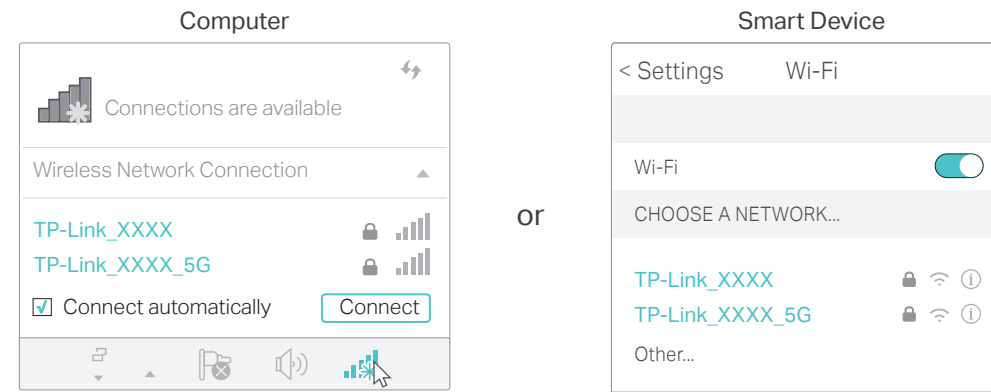 Computer
Connections are available
Wireless Network Connection
TP-Link_XXXX
TP-Link_XXXX_5G
Connect automatically
Connect
or
Smart Device
< Settings
Wi-Fi
Wi-Fi
CHOOSE A NETWORK...
TP-Link_XXXX
TP-Link_XXXX_5G
Other...